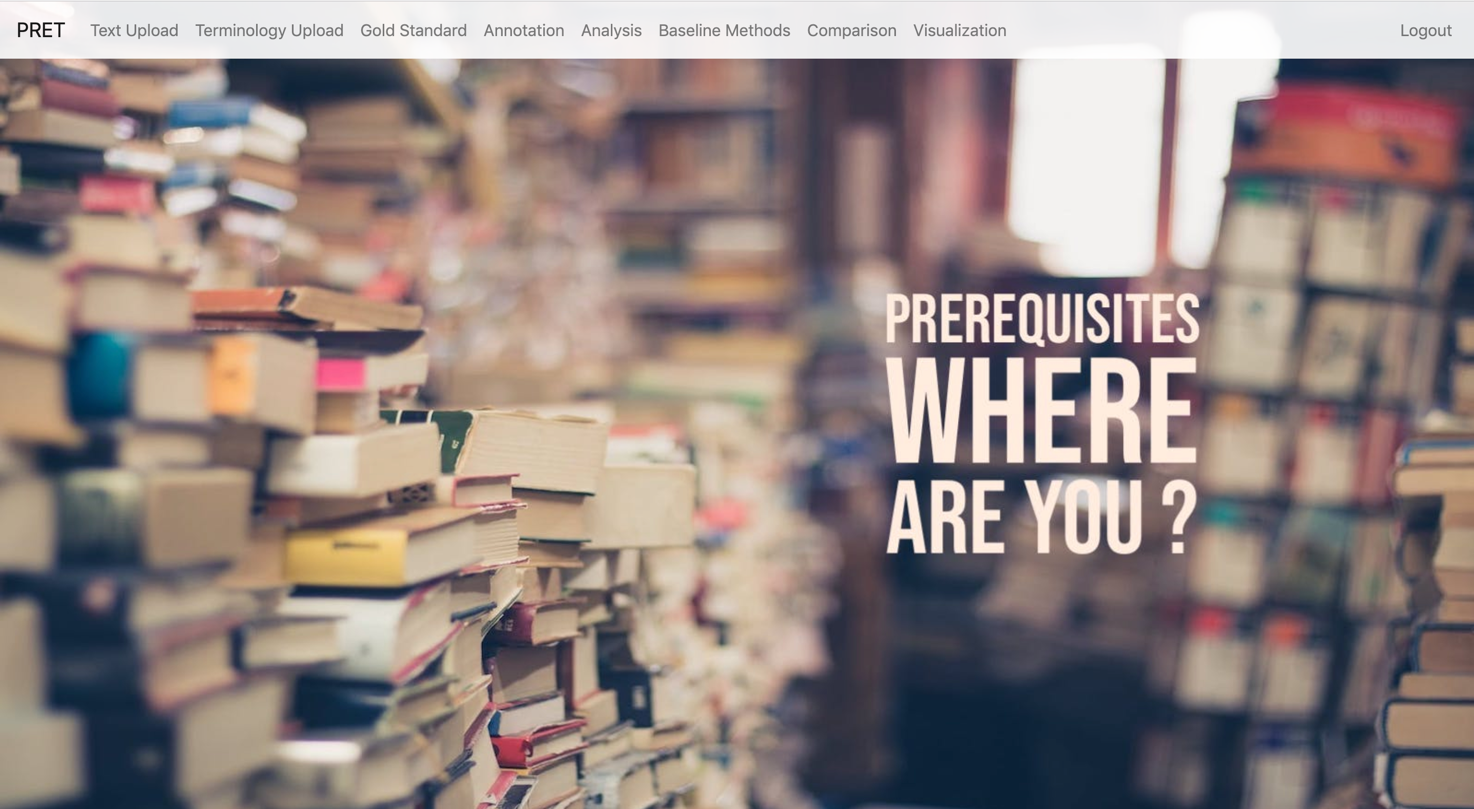 PRET Text Upload Terminology Upload Gold Standard Annotation Analysis Baseline Methods Comparison Visualization Logout
PREREQUISITES
WHERE
ARE YOU ?